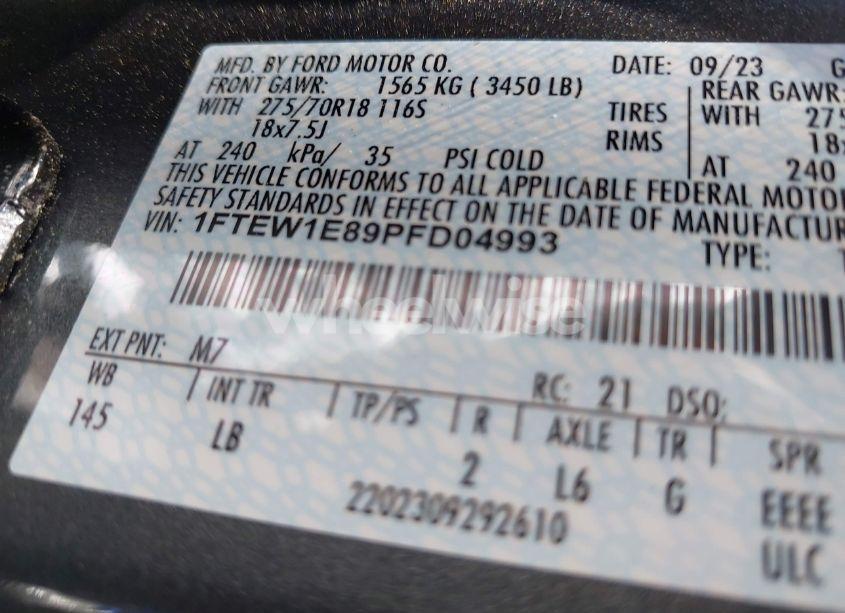 MFD. BY FORD MOTOR CO. DATE: 09/23 G
FRONT GAWR: 1565 KG ( 3450 LB) REAR GAWR:
WITH 275/70R18 116S TIRES WITH 275
18x7.5J RIMS 18x
AT 240 kPa/ 35 PSI COLD AT 240
THIS VEHICLE CONFORMS TO ALL APPLICABLE FEDERAL MOTOR
SAFETY STANDARDS IN EFFECT ON THE DATE OF MANUFACTUR
VIN: 1FTEW1E89PFD04993 TYPE: T
wheelwise
EXT PNT: M7 RC: 21 DSO:
WB INT TR TP/PS R AXLE TR SPR
145 LB 2 L6 G EEEE
2202309292610 ULC